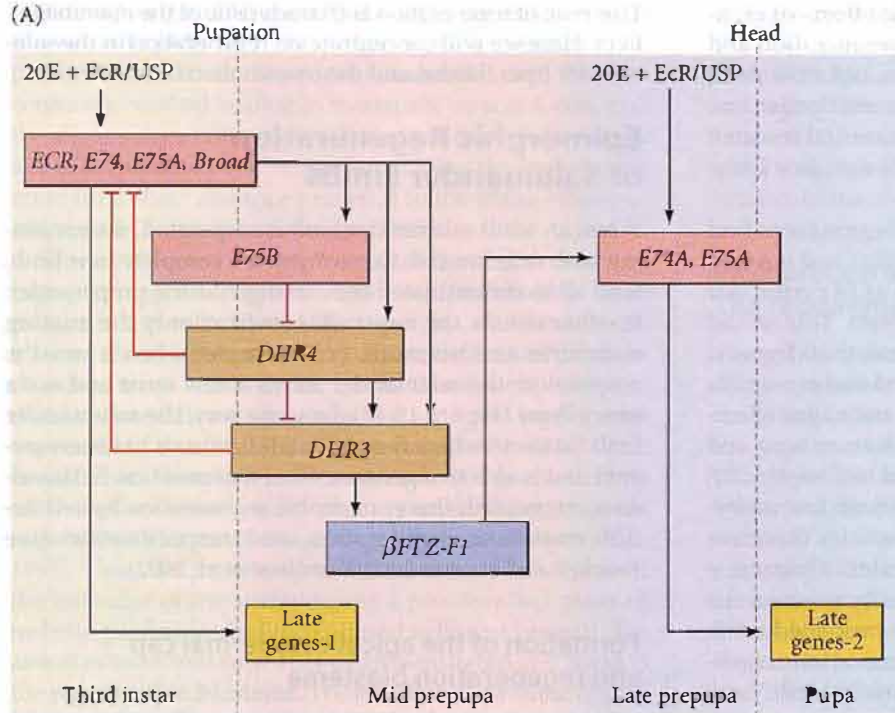 (A)
Pupation
Head
20E + EcR/USP
20E + EcR/USP
ECR, E74, E75A, Broad
E75B
E74A, E75A
DHR4
DHR3
βFTZ-F1
Late
genes-1
Late
genes-2
Third instar
Mid prepupa
Late prepupa
Pupa